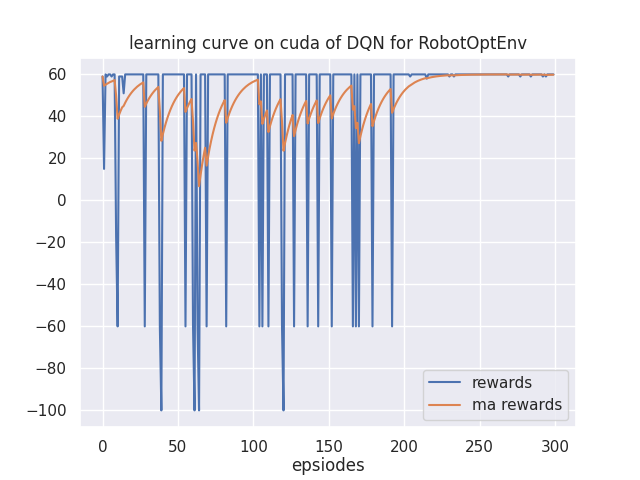 learning curve on cuda of DQN for RobotOptEnv
60
40
20
0
−20
−40
−60
−80
−100
0 50 100 150 200 250 300
epsiodes
rewards
ma rewards